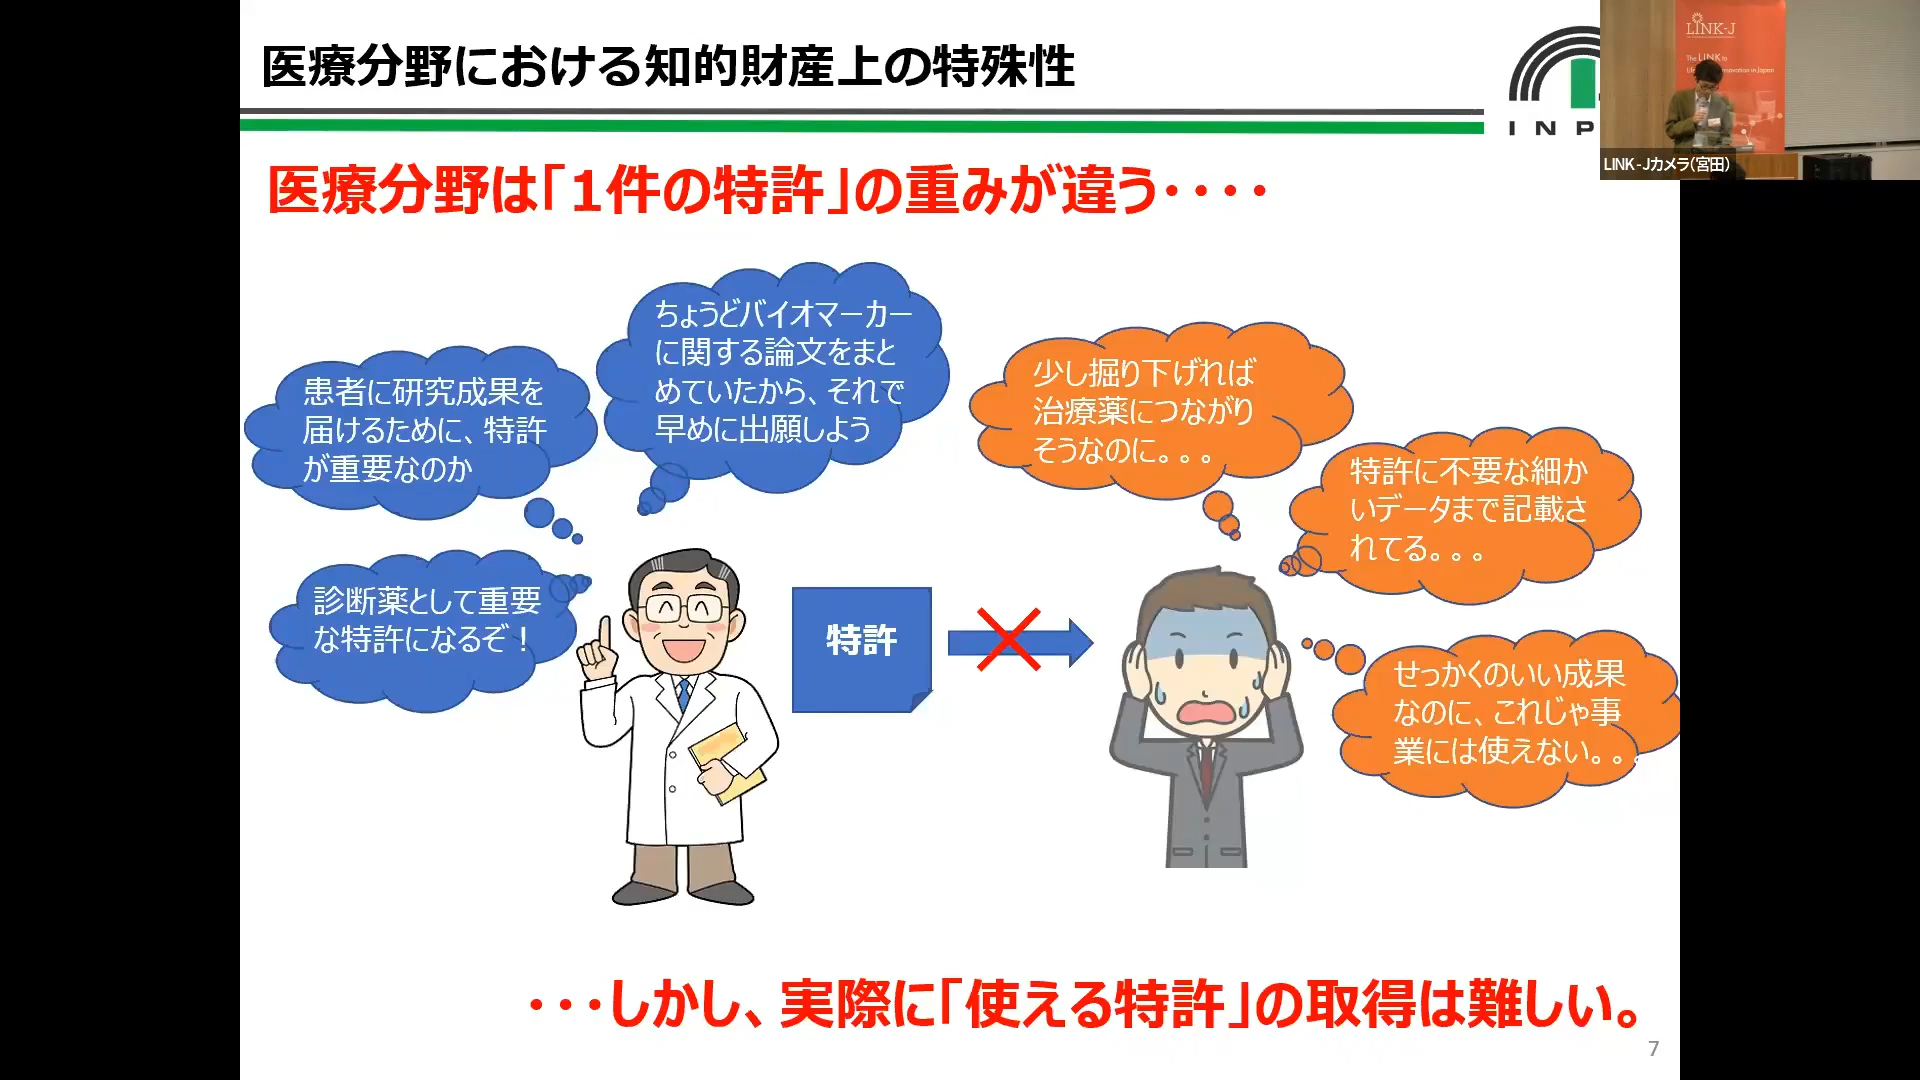 医療分野における知的財産上の特殊性
INP
LINK-J
The LINK to
LINK-Jカメラ(宮田)
医療分野は「1件の特許」の重みが違う・・・・
ちょうどバイオマーカー
に関する論文をまと
めていたから、それで
早めに出願しよう
患者に研究成果を
届けるために、特許
が重要なのか
診断薬として重要
な特許になるぞ！
特許
少し掘り下げれば
治療薬につながり
そうなのに。。。
特許に不要な細か
いデータまで記載さ
れてる。。。
せっかくのいい成果
なのに、これじゃ事
業には使えない。。。
・・・しかし、実際に「使える特許」の取得は難しい。
7